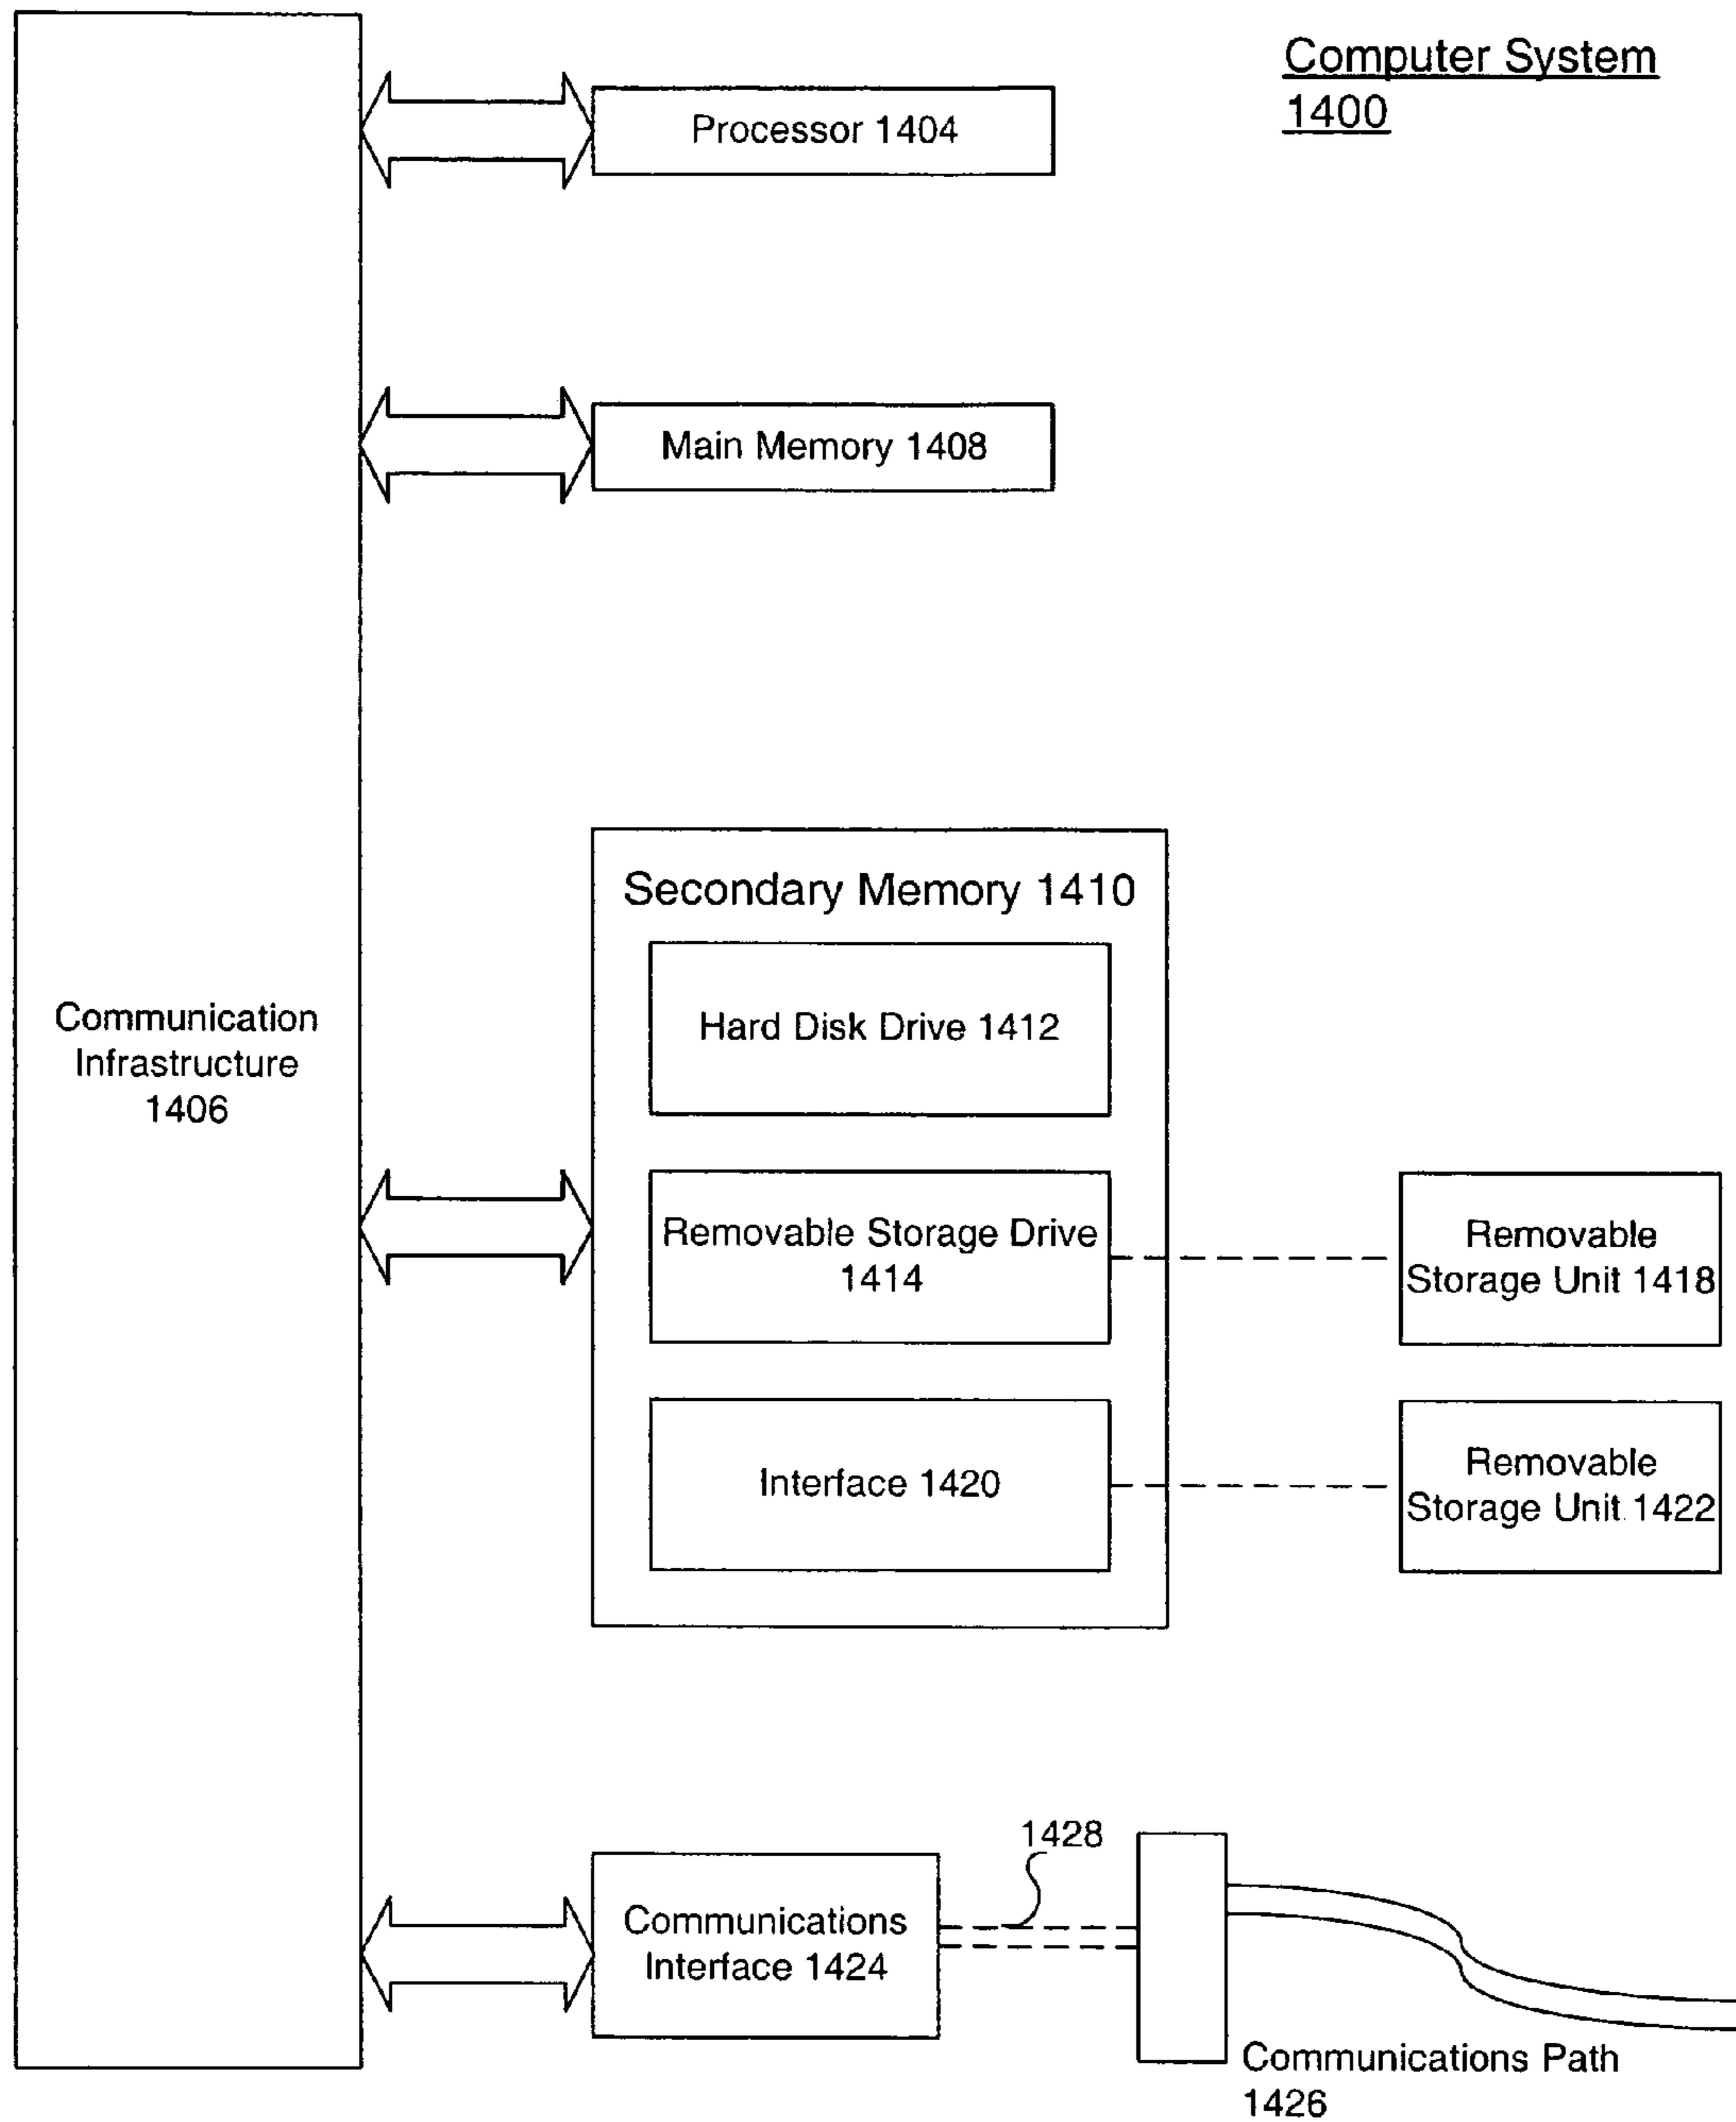 Computer System
1400
Processor 1404
Main Memory 1408
Secondary Memory 1410
Hard Disk Drive 1412
Communication
Infrastructure
1406
Removable Storage Drive
1414
Removable
Storage Unit 1418
Interface 1420
Removable
Storage Unit 1422
1428
Communications
Interface 1424
Communications Path
1426